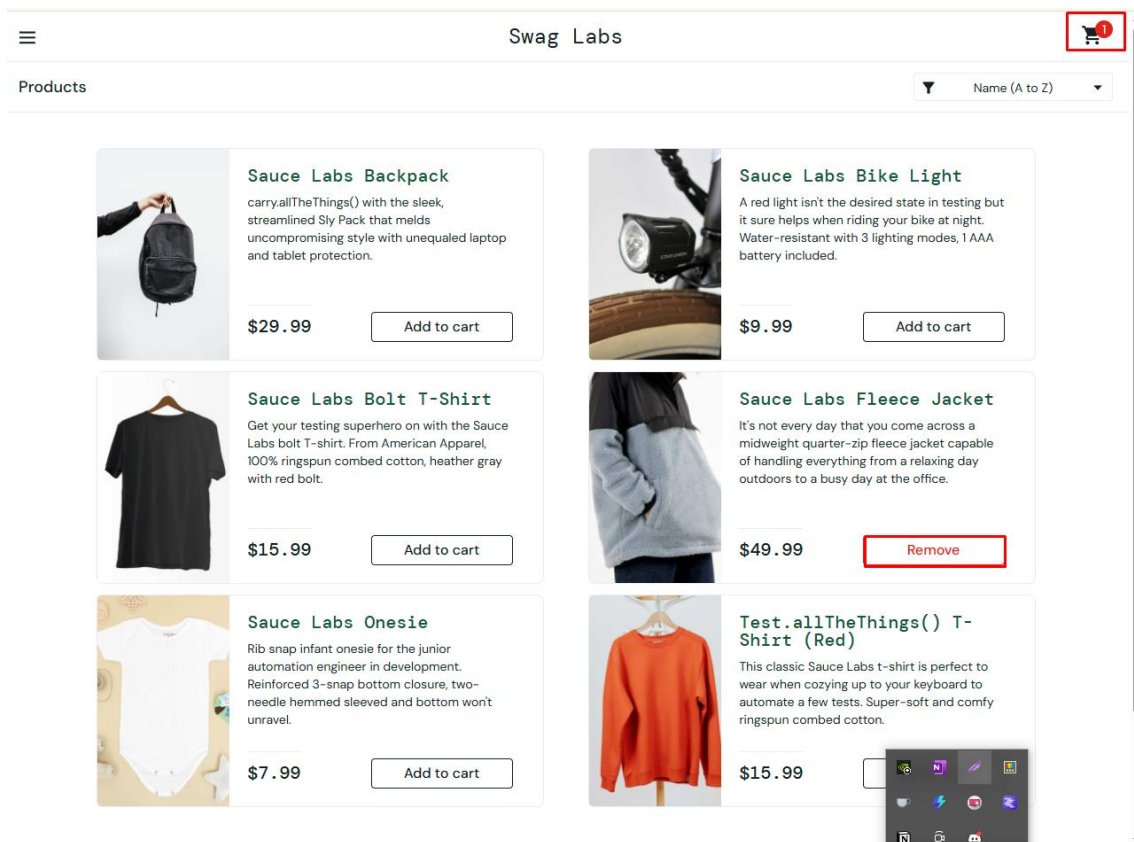 Swag Labs
1
Products
Name (A to Z)
Sauce Labs Backpack
carry.allTheThings() with the sleek,
streamlined Sly Pack that melds
uncompromising style with unequaled laptop
and tablet protection.
$29.99
Add to cart
Sauce Labs Bike Light
A red light isn't the desired state in testing but
it sure helps when riding your bike at night.
Water-resistant with 3 lighting modes, 1 AAA
battery included.
$9.99
Add to cart
Sauce Labs Bolt T-Shirt
Get your testing superhero on with the Sauce
Labs bolt T-shirt. From American Apparel,
100% ringspun combed cotton, heather gray
with red bolt.
$15.99
Add to cart
Sauce Labs Fleece Jacket
It's not every day that you come across a
midweight quarter-zip fleece jacket capable
of handling everything from a relaxing day
outdoors to a busy day at the office.
$49.99
Remove
Sauce Labs Onesie
Rib snap infant onesie for the junior
automation engineer in development.
Reinforced 3-snap bottom closure, two-
needle hemmed sleeved and bottom won't
unravel.
$7.99
Add to cart
Test.allTheThings() T-
Shirt (Red)
This classic Sauce Labs t-shirt is perfect to
wear when cozying up to your keyboard to
automate a few tests. Super-soft and comfy
ringspun combed cotton.
$15.99